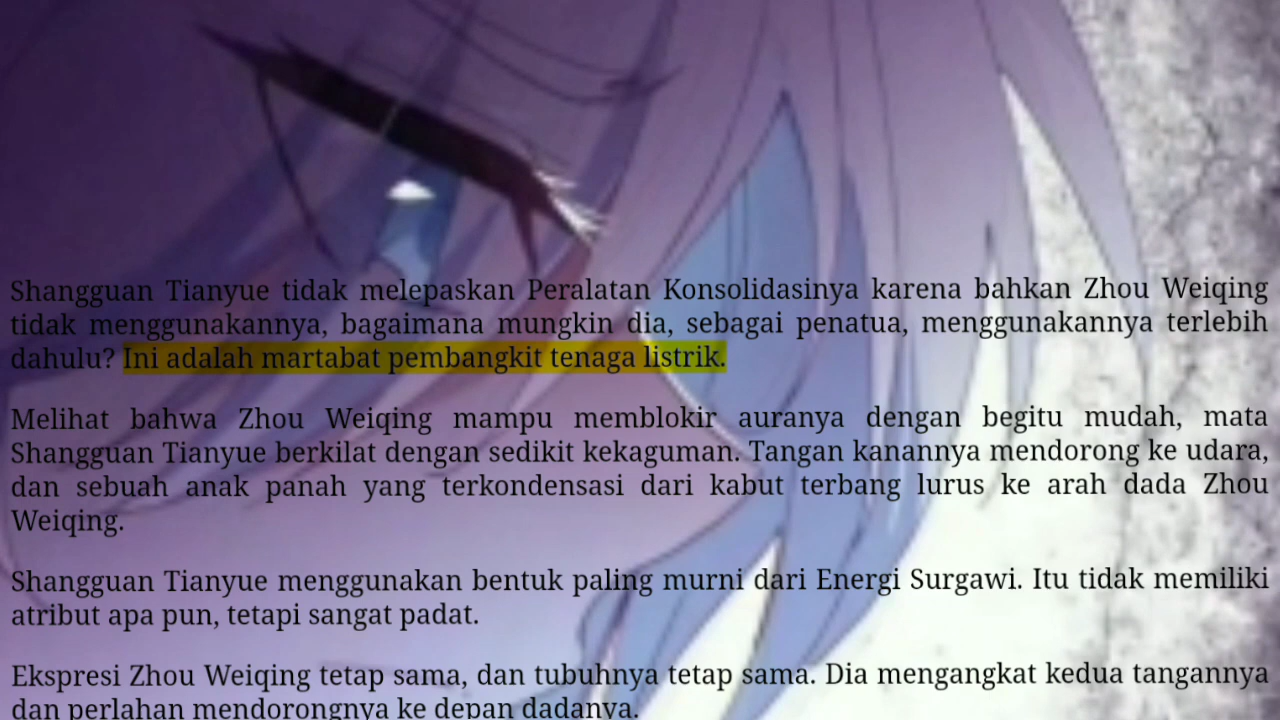 Shangguan Tianyue tidak melepaskan Peralatan Konsolidasinya karena bahkan Zhou Weiqing
tidak menggunakannya, bagaimana mungkin dia, sebagai penatua, menggunakannya terlebih
dahulu? Ini adalah martabat pembangkit tenaga listrik.
Melihat bahwa Zhou Weiqing mampu memblokir auranya dengan begitu mudah, mata
Shangguan Tianyue berkilat dengan sedikit kekaguman. Tangan kanannya mendorong ke udara,
dan sebuah anak panah yang terkondensasi dari kabut terbang lurus ke arah dada Zhou
Weiqing.
Shangguan Tianyue menggunakan bentuk paling murni dari Energi Surgawi. Itu tidak memiliki
atribut apa pun, tetapi sangat padat.
Ekspresi Zhou Weiqing tetap sama, dan tubuhnya tetap sama. Dia mengangkat kedua tangannya
dan perlahan mendorongnya ke depan dadanya.